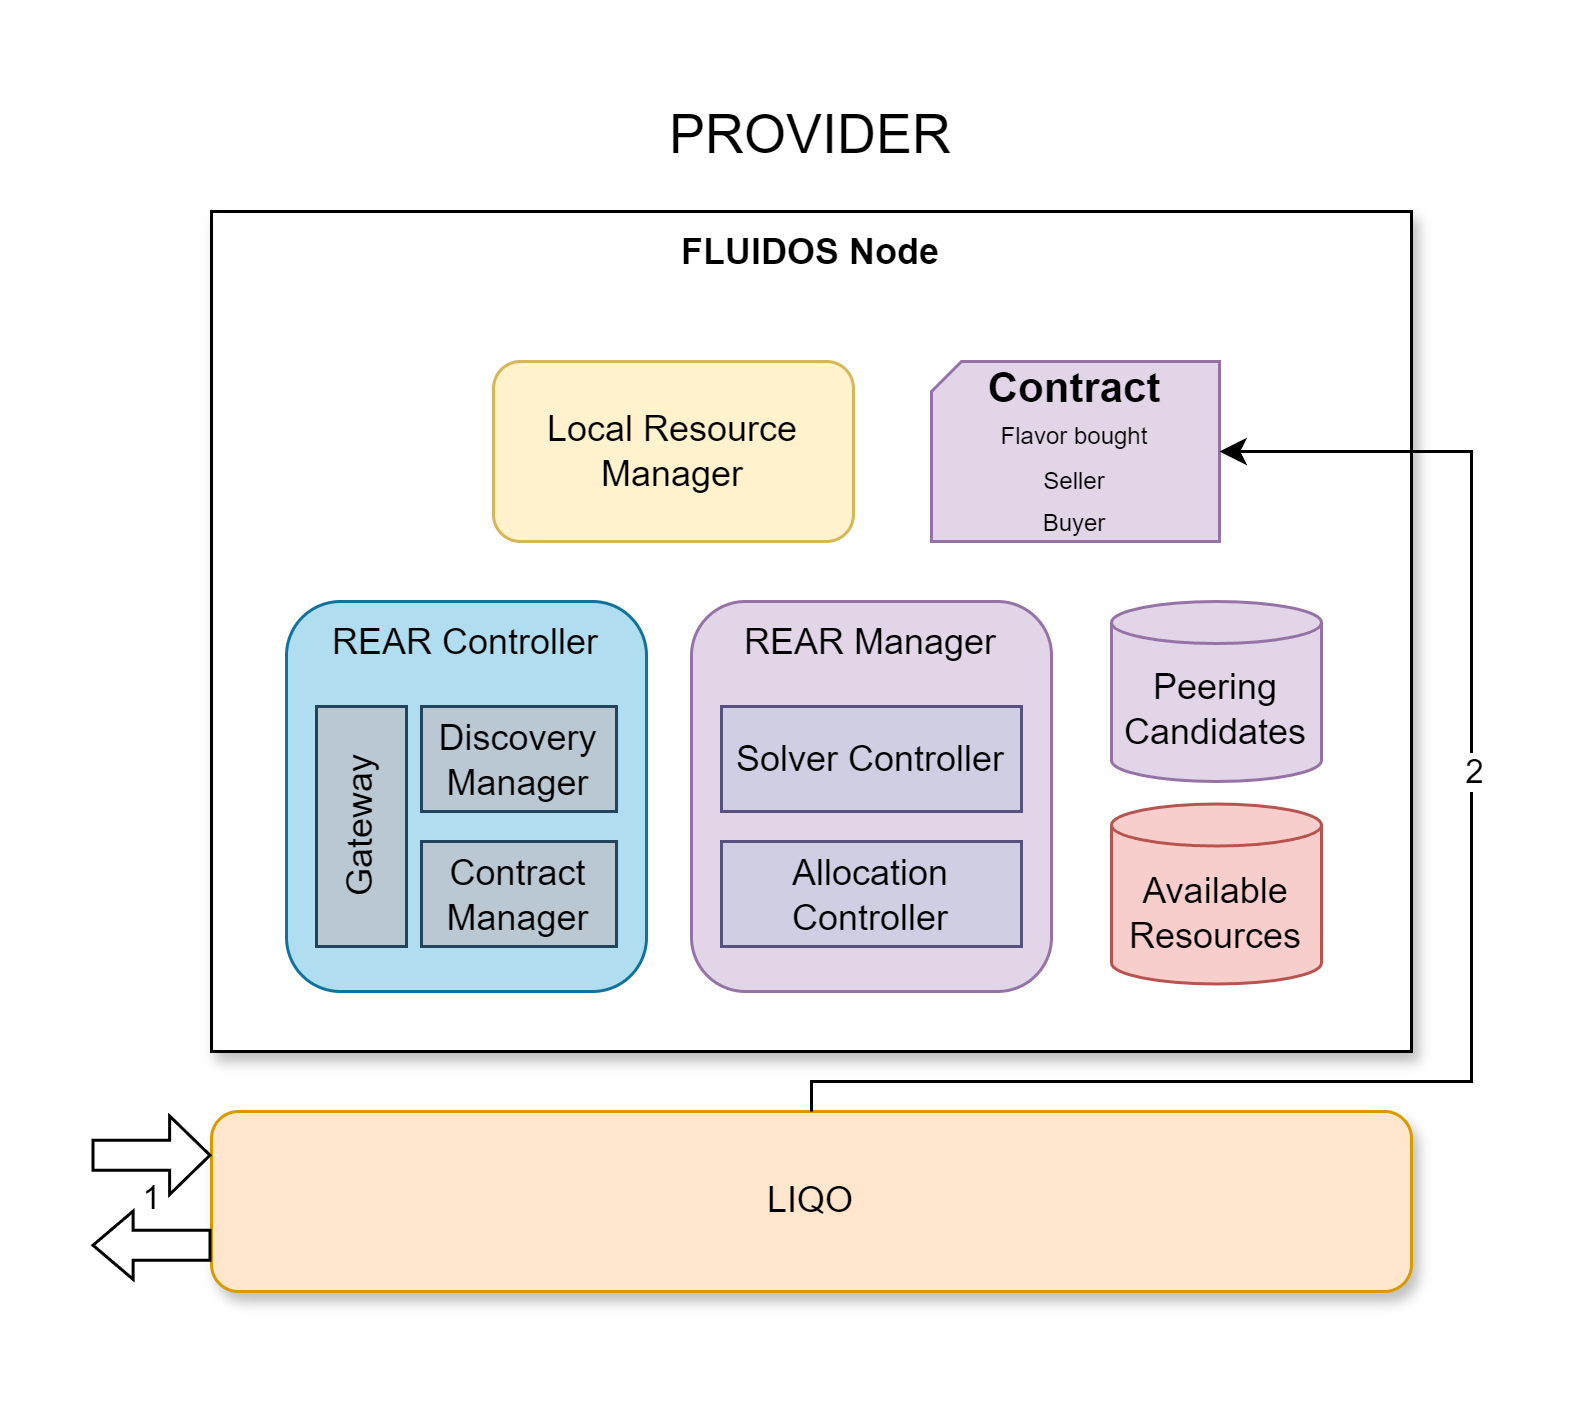 PROVIDER
FLUIDOS Node
Local Resource
Manager
Contract
Flavor bought
Seller
Buyer
REAR Controller
Gateway
Discovery
Manager
Contract
Manager
REAR Manager
Solver Controller
Allocation
Controller
Peering
Candidates
Available
Resources
2
1
LIQO